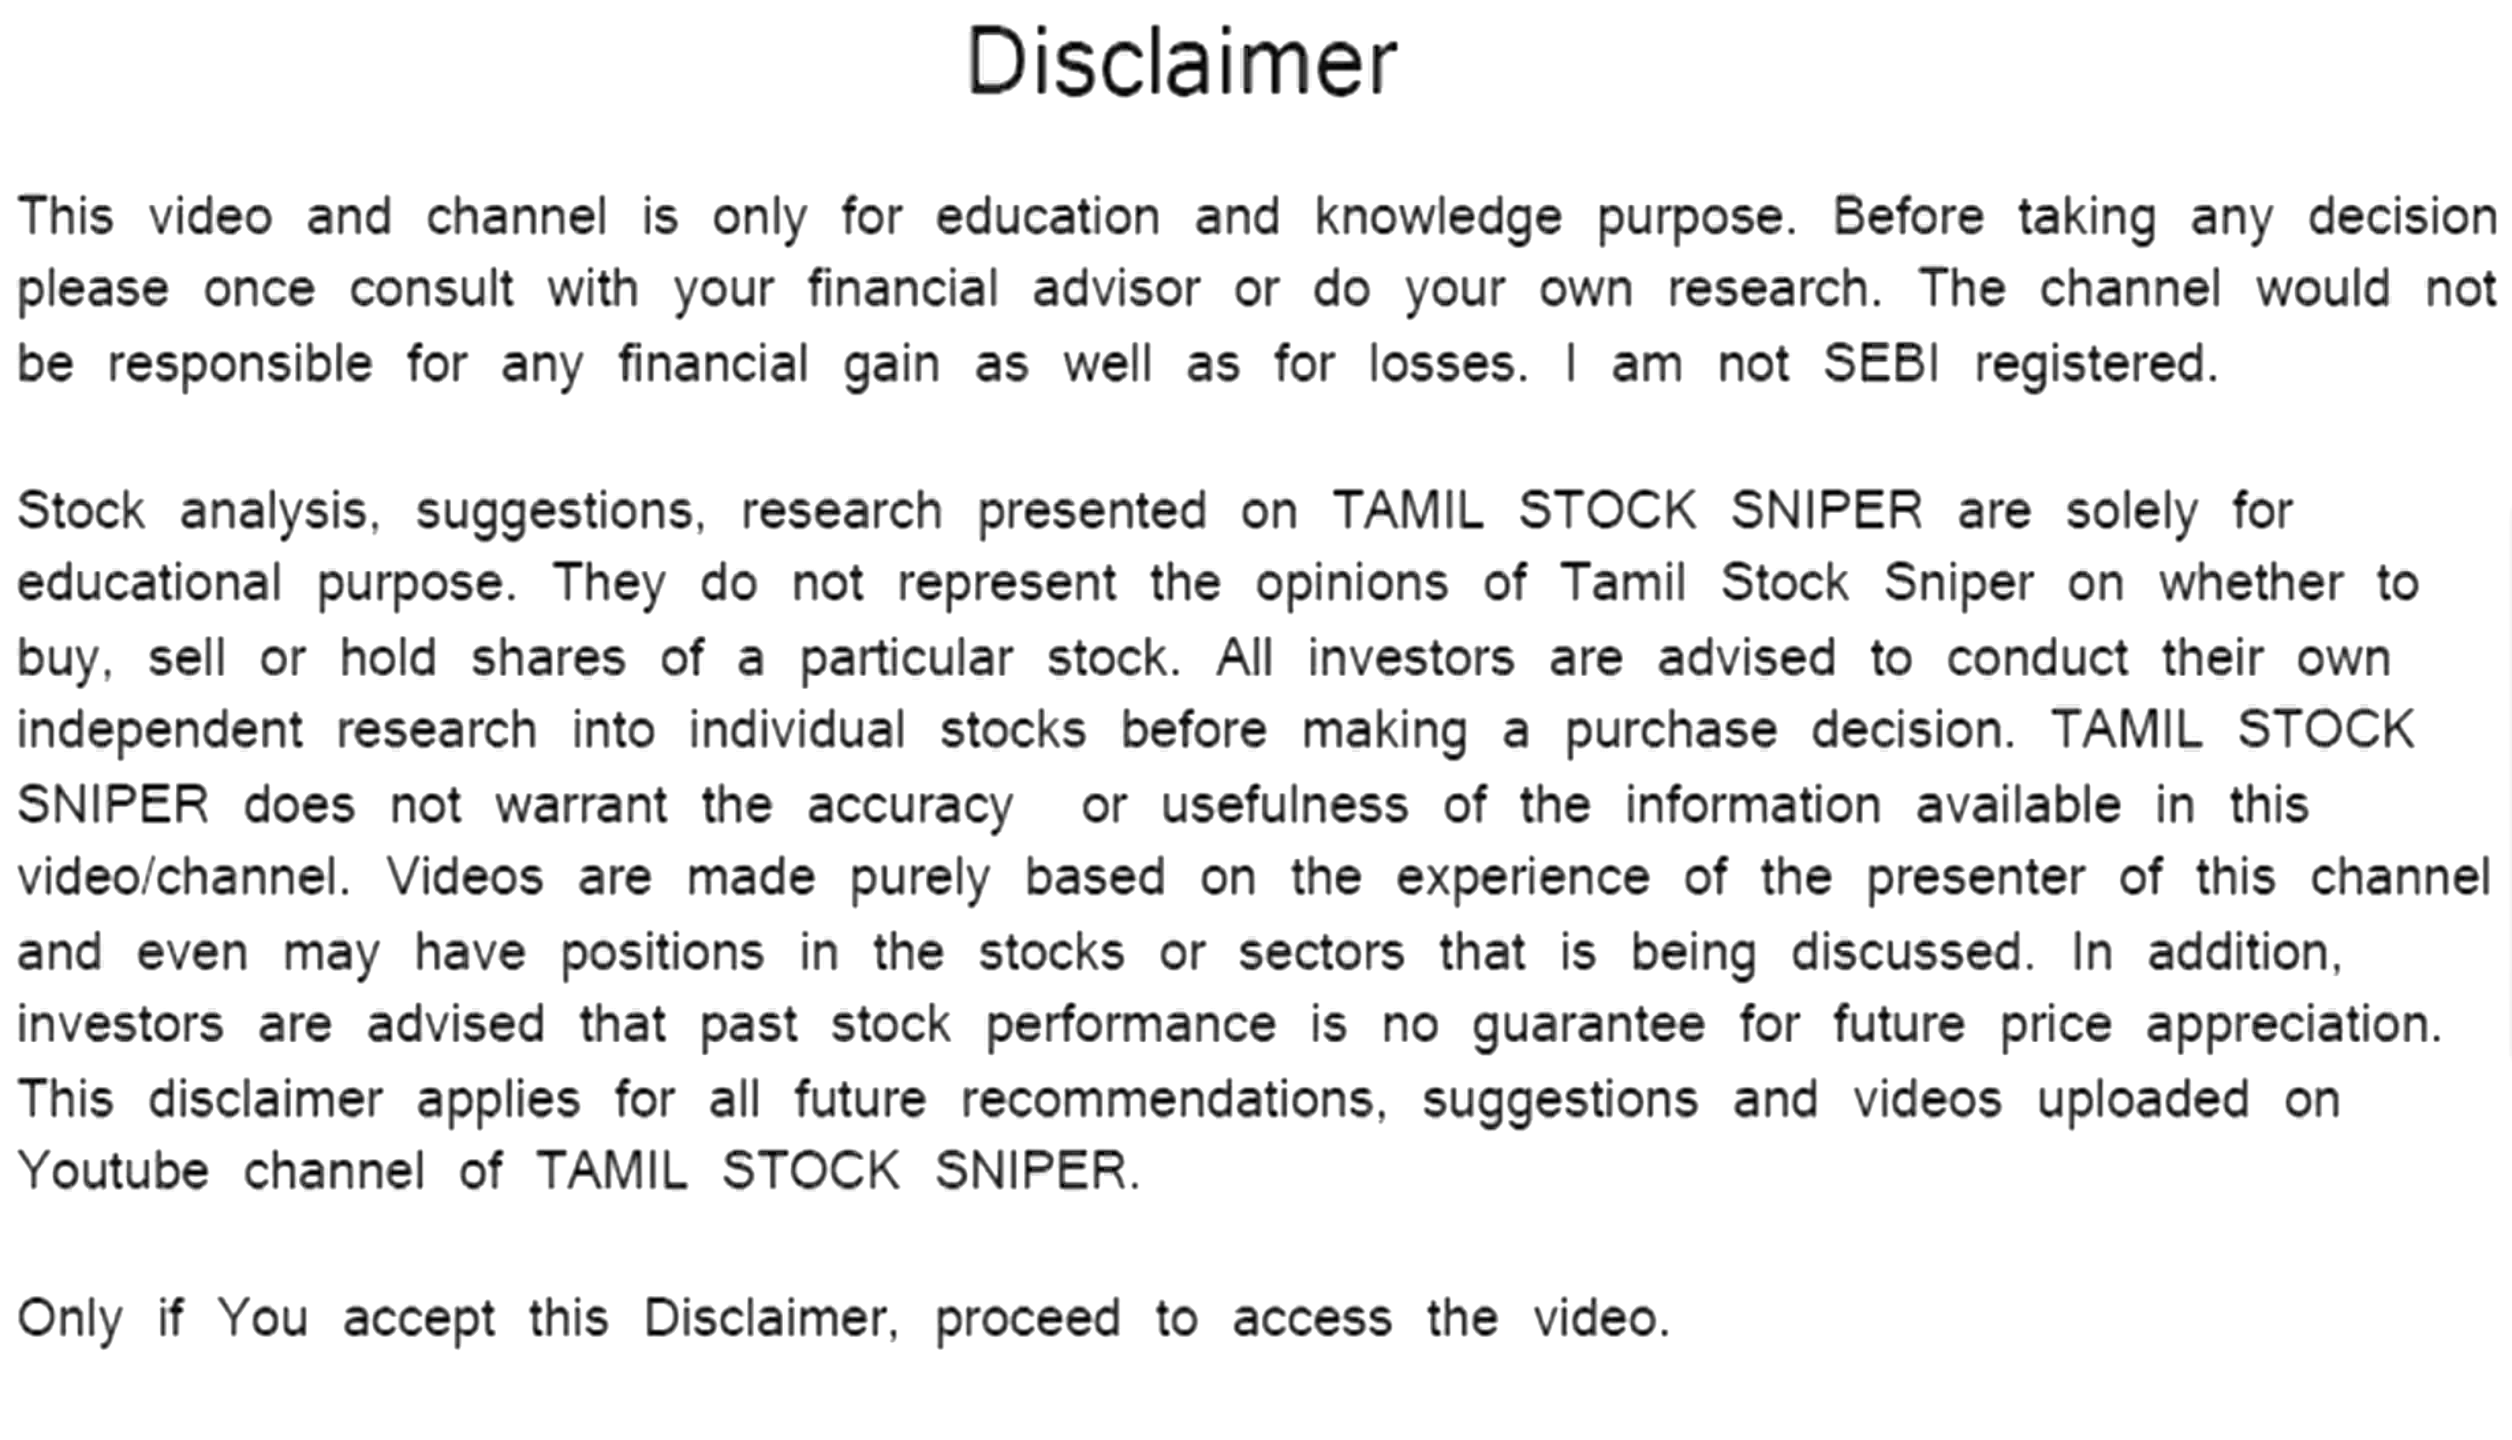 Disclaimer
This video and channel is only for education and knowledge purpose. Before taking any decision
please once consult with your financial advisor or do your own research. The channel would not
be responsible for any financial gain as well as for losses. I am not SEBI registered.
Stock analysis, suggestions, research presented on TAMIL STOCK SNIPER are solely for
educational purpose. They do not represent the opinions of Tamil Stock Sniper on whether to
buy, sell or hold shares of a particular stock. All investors are advised to conduct their own
independent research into individual stocks before making a purchase decision. TAMIL STOCK
SNIPER does not warrant the accuracy or usefulness of the information available in this
video/channel. Videos are made purely based on the experience of the presenter of this channel
and even may have positions in the stocks or sectors that is being discussed. In addition,
investors are advised that past stock performance is no guarantee for future price appreciation.
This disclaimer applies for all future recommendations, suggestions and videos uploaded on
Youtube channel of TAMIL STOCK SNIPER.
Only if You accept this Disclaimer, proceed to access the video.